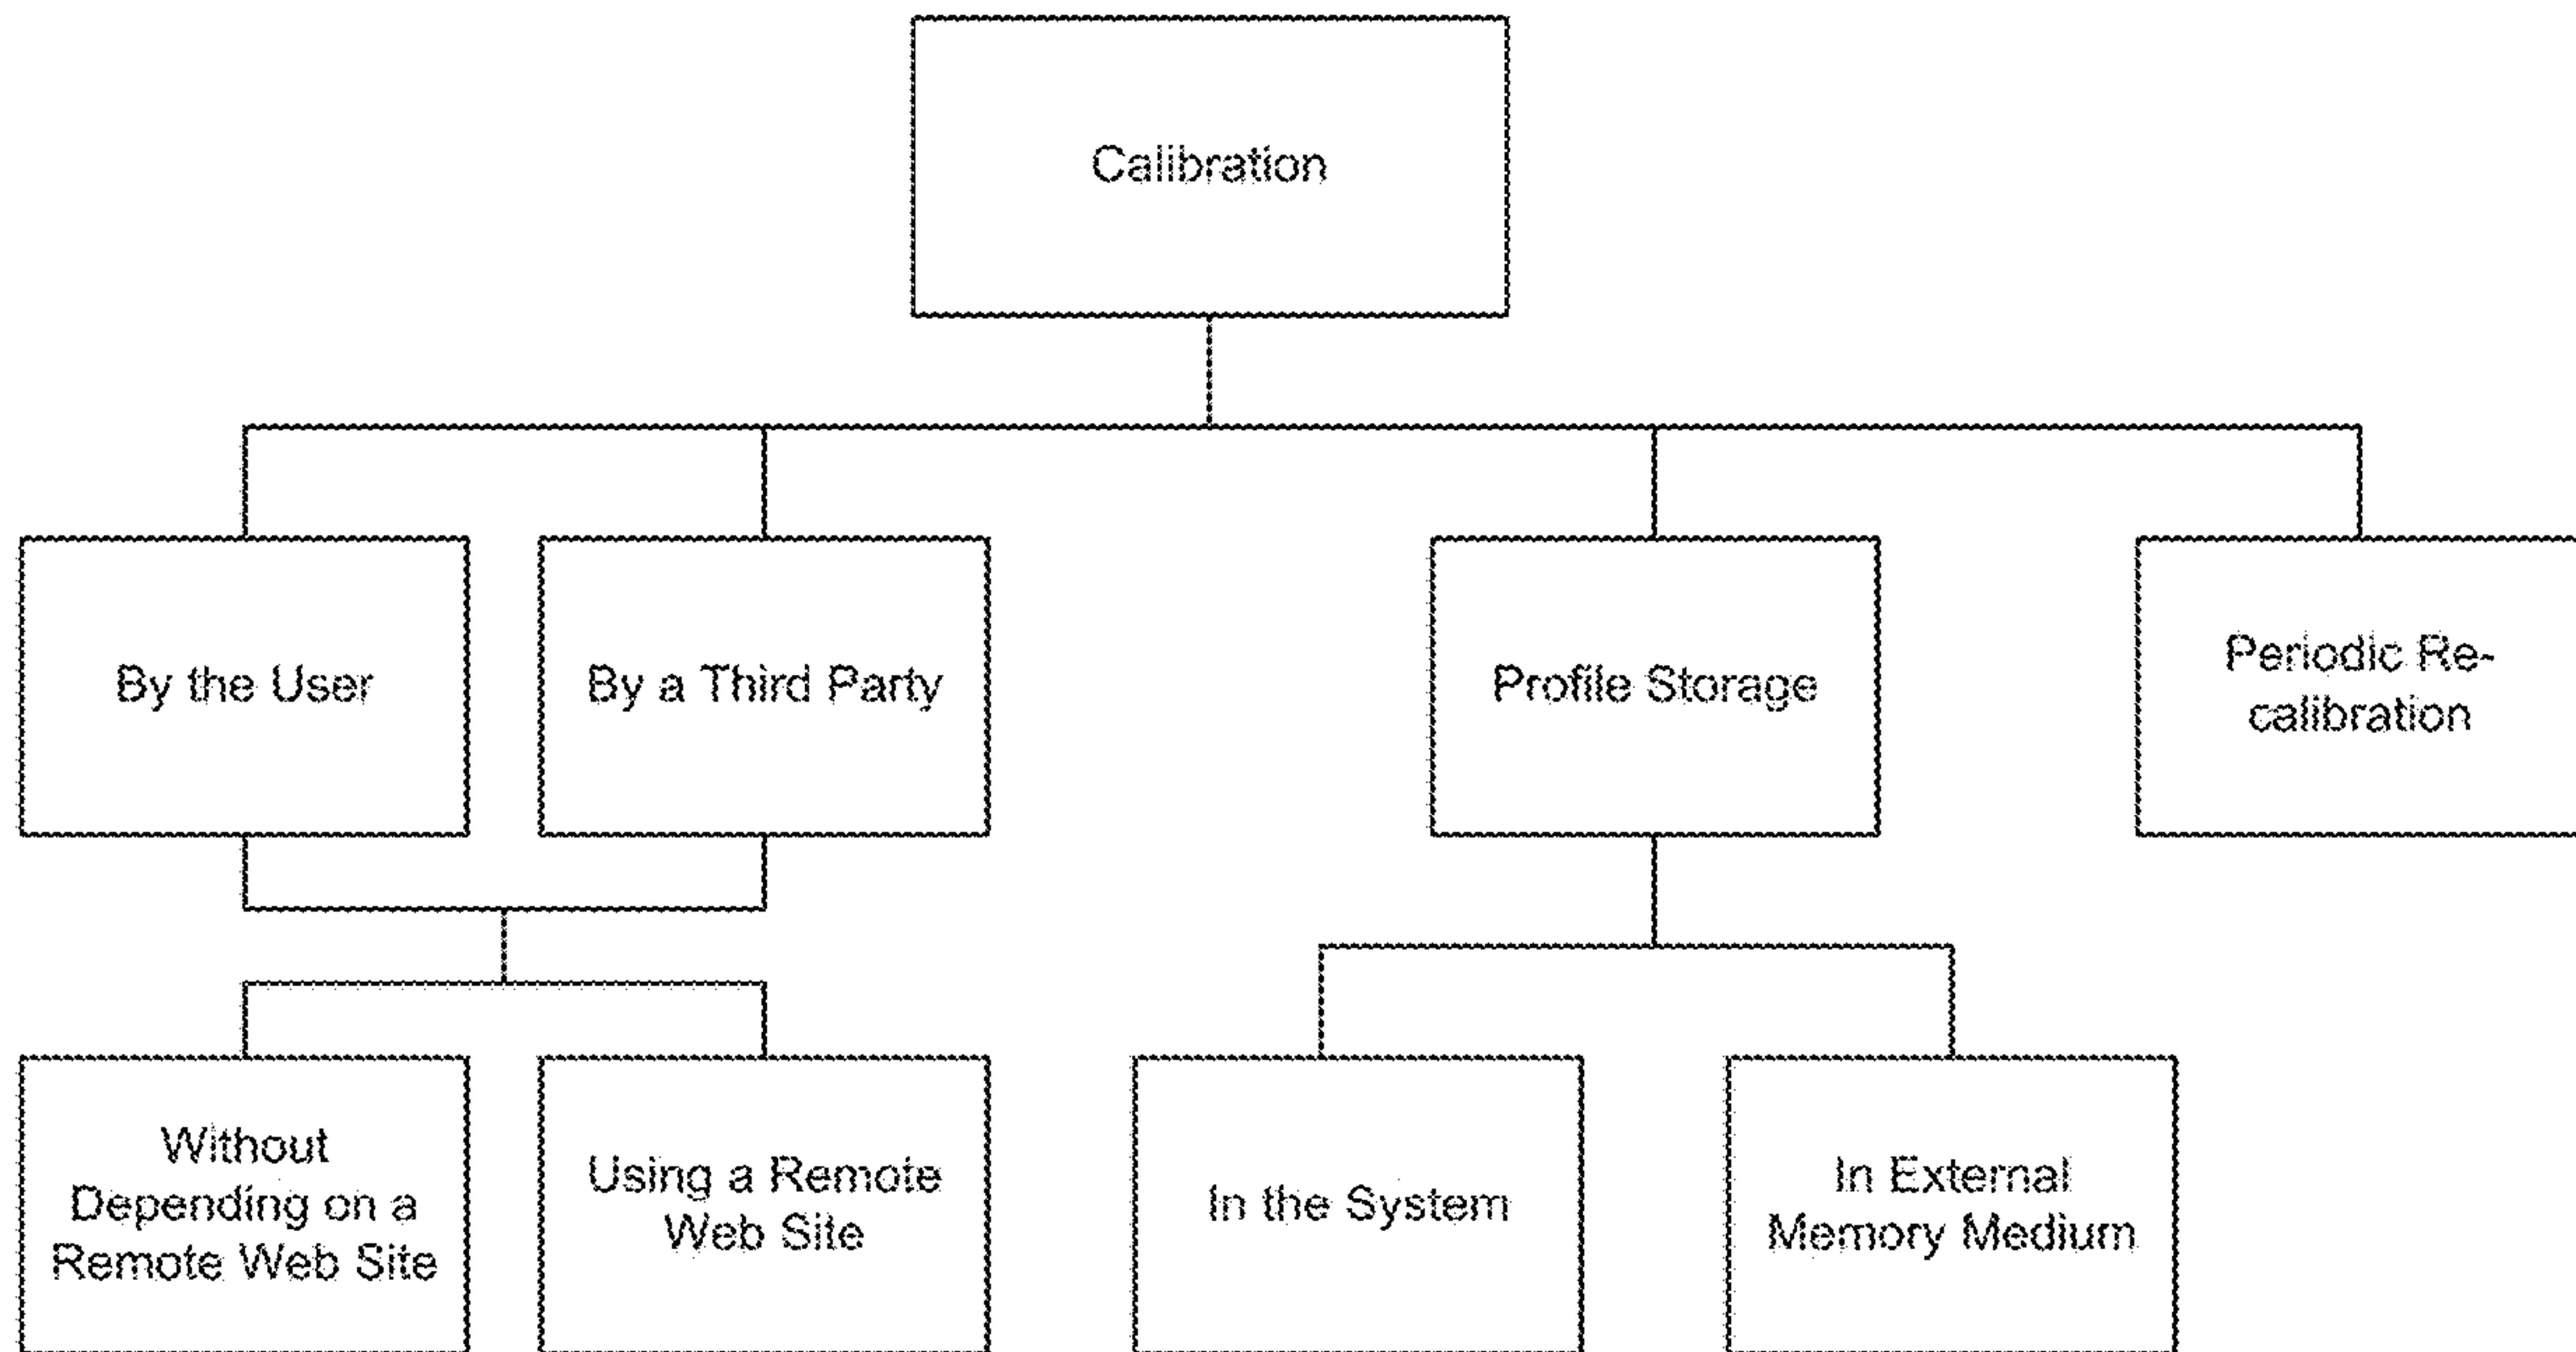 Calibration
By the User
By a Third Party
Profile Storage
Periodic Re-
calibration
Without
Depending on a
Remote Web Site
Using a Remote
Web Site
In the System
In External
Memory Medium